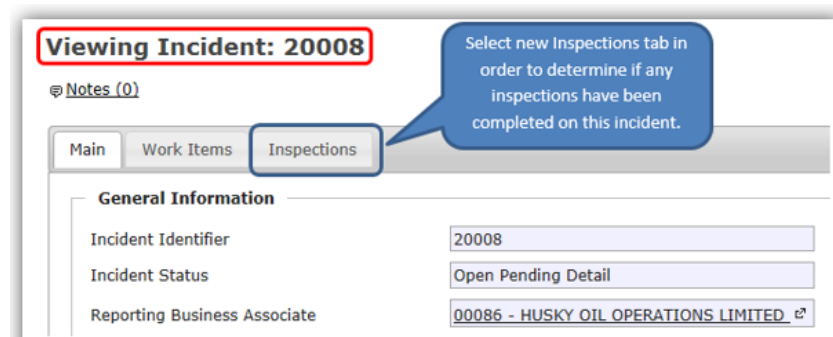 Viewing Incident: 20008
Select new Inspections tab in
order to determine if any
inspections have been
completed on this incident.
Notes (0)
Main Work Items Inspections
General Information
Incident Identifier 20008
Incident Status Open Pending Detail
Reporting Business Associate 00086 - HUSKY OIL OPERATIONS LIMITED